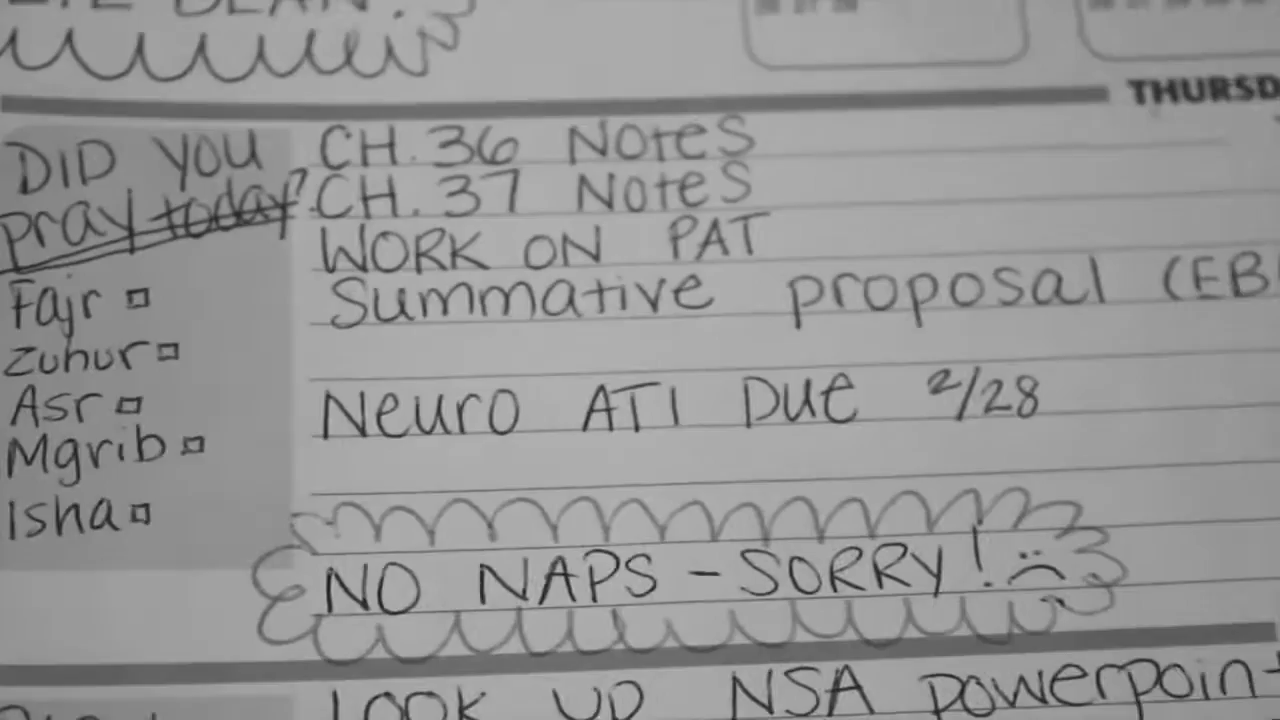 THURSD
DID YOU
pray today?
Fajr
Zuhur
Asr
Mgrib
Isha
CH. 36 Notes
CH. 37 Notes
WORK ON PAT
Summative proposal (EB
Neuro ATI Due 2/28
NO NAPS - SORRY! :(
LOOK UP NSA powerpoint